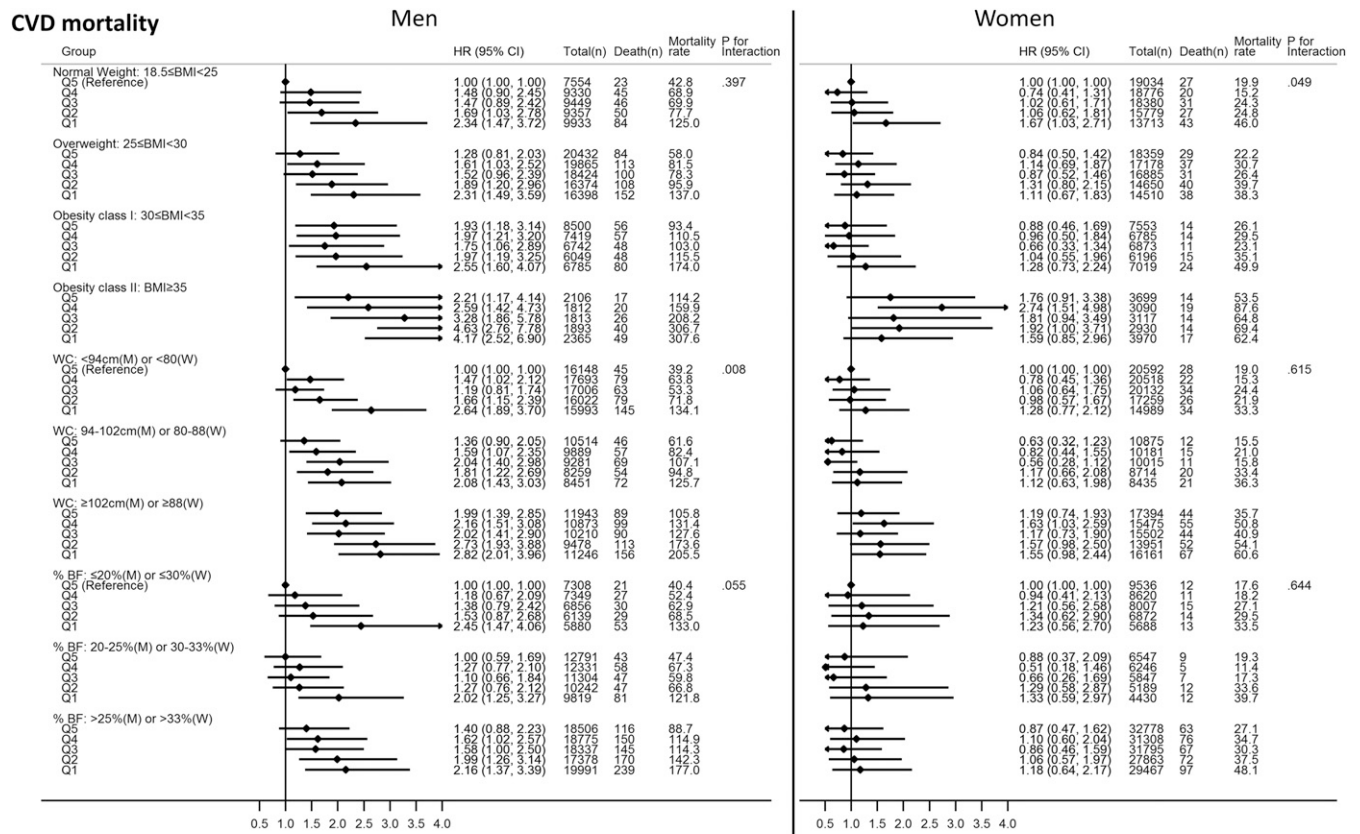 CVD mortality
Men
Women
Group HR (95% CI) Total(n) Death(n) Mortality rate P for Interaction HR (95% CI) Total(n) Death(n) Mortality rate P for Interaction
Normal Weight: 18.5≤BMI<25
Q5 (Reference) 1.00 (1.00, 1.00) 7554 23 42.8 .397 1.00 (1.00, 1.00) 19034 27 19.9 .049
Q4 1.48 (0.90, 2.45) 9330 45 68.9 0.74 (0.41, 1.31) 18776 20 15.2
Q3 1.47 (0.89, 2.42) 9449 46 69.9 1.02 (0.61, 1.71) 18380 31 24.3
Q2 1.69 (1.03, 2.78) 9357 50 77.7 1.06 (0.62, 1.81) 15779 27 24.8
Q1 2.34 (1.47, 3.72) 9933 84 125.0 1.67 (1.03, 2.71) 13713 43 46.0
Overweight: 25≤BMI<30
Q5 1.28 (0.81, 2.03) 20432 84 58.0 0.84 (0.50, 1.42) 18359 29 22.2
Q4 1.61 (1.03, 2.52) 19865 113 81.5 1.14 (0.69, 1.87) 17178 37 30.7
Q3 1.52 (0.96, 2.39) 18424 100 78.3 0.87 (0.52, 1.46) 16885 31 26.4
Q2 1.89 (1.20, 2.96) 16374 108 95.9 1.31 (0.80, 2.15) 14650 40 39.7
Q1 2.31 (1.49, 3.59) 16398 152 137.0 1.11 (0.67, 1.83) 14510 38 38.3
Obesity class I: 30≤BMI<35
Q5 1.93 (1.18, 3.14) 8500 56 93.4 0.88 (0.46, 1.69) 7553 14 26.1
Q4 1.97 (1.21, 3.20) 7419 57 110.5 0.96 (0.50, 1.84) 6785 14 29.5
Q3 1.75 (1.06, 2.89) 6742 48 103.0 0.66 (0.33, 1.34) 6873 11 23.1
Q2 1.97 (1.19, 3.25) 6049 48 115.5 1.04 (0.55, 1.96) 6196 15 35.1
Q1 2.55 (1.60, 4.07) 6785 80 174.0 1.28 (0.73, 2.24) 7019 24 49.9
Obesity class II: BMI≥35
Q5 2.21 (1.17, 4.14) 2106 17 114.2 1.76 (0.91, 3.38) 3699 14 53.5
Q4 2.59 (1.42, 4.73) 1812 20 159.9 2.74 (1.51, 4.98) 3090 19 87.6
Q3 3.28 (1.86, 5.78) 1813 26 208.2 1.81 (0.94, 3.49) 3117 14 64.8
Q2 4.63 (2.76, 7.78) 1893 40 306.7 1.92 (1.00, 3.71) 2930 14 69.4
Q1 4.17 (2.52, 6.90) 2365 49 307.6 1.59 (0.85, 2.96) 3970 17 62.4
WC: <94cm(M) or <80(W)
Q5 (Reference) 1.00 (1.00, 1.00) 16148 45 39.2 .008 1.00 (1.00, 1.00) 20592 28 19.0 .615
Q4 1.47 (1.02, 2.12) 17693 79 63.8 0.78 (0.45, 1.36) 20518 22 15.3
Q3 1.19 (0.81, 1.74) 17006 63 53.3 1.06 (0.64, 1.75) 20132 34 24.4
Q2 1.66 (1.15, 2.39) 16022 79 71.8 0.98 (0.57, 1.67) 17259 26 21.9
Q1 2.64 (1.89, 3.70) 15993 145 134.1 1.28 (0.77, 2.12) 14989 34 33.3
WC: 94-102cm(M) or 80-88(W)
Q5 1.36 (0.90, 2.05) 10514 46 61.6 0.63 (0.32, 1.23) 10875 12 15.5
Q4 1.59 (1.07, 2.35) 9889 57 82.4 0.82 (0.44, 1.55) 10181 15 21.0
Q3 2.04 (1.40, 2.98) 9281 69 107.1 0.56 (0.28, 1.12) 10015 11 15.8
Q2 1.81 (1.22, 2.69) 8259 54 94.8 1.17 (0.66, 2.08) 8714 20 33.4
Q1 2.08 (1.43, 3.03) 8451 72 125.7 1.12 (0.63, 1.98) 8435 21 36.3
WC: ≥102cm(M) or ≥88(W)
Q5 1.99 (1.39, 2.85) 11943 89 105.8 1.19 (0.74, 1.93) 17394 44 35.7
Q4 2.16 (1.51, 3.08) 10873 99 131.4 1.63 (1.03, 2.59) 15475 55 50.8
Q3 2.02 (1.41, 2.90) 10210 90 127.6 1.17 (0.73, 1.90) 15502 44 40.9
Q2 2.73 (1.93, 3.88) 9478 113 173.6 1.57 (0.98, 2.50) 13951 52 54.1
Q1 2.82 (2.01, 3.96) 11246 156 205.5 1.55 (0.98, 2.44) 16161 67 60.6
% BF: ≤20%(M) or ≤30%(W)
Q5 (Reference) 1.00 (1.00, 1.00) 7308 21 40.4 .055 1.00 (1.00, 1.00) 9536 12 17.6 .644
Q4 1.18 (0.67, 2.09) 7349 27 52.4 0.94 (0.41, 2.13) 8620 11 18.2
Q3 1.38 (0.79, 2.42) 6856 30 62.9 1.21 (0.56, 2.58) 8007 15 27.1
Q2 1.53 (0.87, 2.68) 6139 29 68.5 1.34 (0.62, 2.90) 6872 14 29.5
Q1 2.45 (1.47, 4.06) 5880 53 133.0 1.23 (0.56, 2.70) 5688 13 33.5
% BF: 20-25%(M) or 30-33%(W)
Q5 1.00 (0.59, 1.69) 12791 43 47.4 0.88 (0.37, 2.09) 6547 9 19.3
Q4 1.27 (0.77, 2.10) 12331 58 67.3 0.51 (0.18, 1.46) 6246 5 11.4
Q3 1.10 (0.66, 1.84) 11304 47 59.8 0.66 (0.26, 1.69) 5847 7 17.3
Q2 1.27 (0.76, 2.12) 10242 47 66.8 1.29 (0.58, 2.87) 5189 12 33.6
Q1 2.02 (1.25, 3.27) 9819 81 121.8 1.33 (0.59, 2.97) 4430 12 39.7
% BF: >25%(M) or >33%(W)
Q5 1.40 (0.88, 2.23) 18506 116 88.7 0.87 (0.47, 1.62) 32778 63 27.1
Q4 1.62 (1.02, 2.57) 18775 150 114.9 1.10 (0.60, 2.04) 31308 76 34.7
Q3 1.58 (1.00, 2.50) 18337 145 114.3 0.86 (0.46, 1.59) 31795 67 30.3
Q2 1.99 (1.26, 3.14) 17378 170 142.3 1.06 (0.57, 1.97) 27863 72 37.5
Q1 2.16 (1.37, 3.39) 19991 239 177.0 1.18 (0.64, 2.17) 29467 97 48.1
0.5 1.0 1.5 2.0 2.5 3.0 3.5 4.0 0.5 1.0 1.5 2.0 2.5 3.0 3.5 4.0